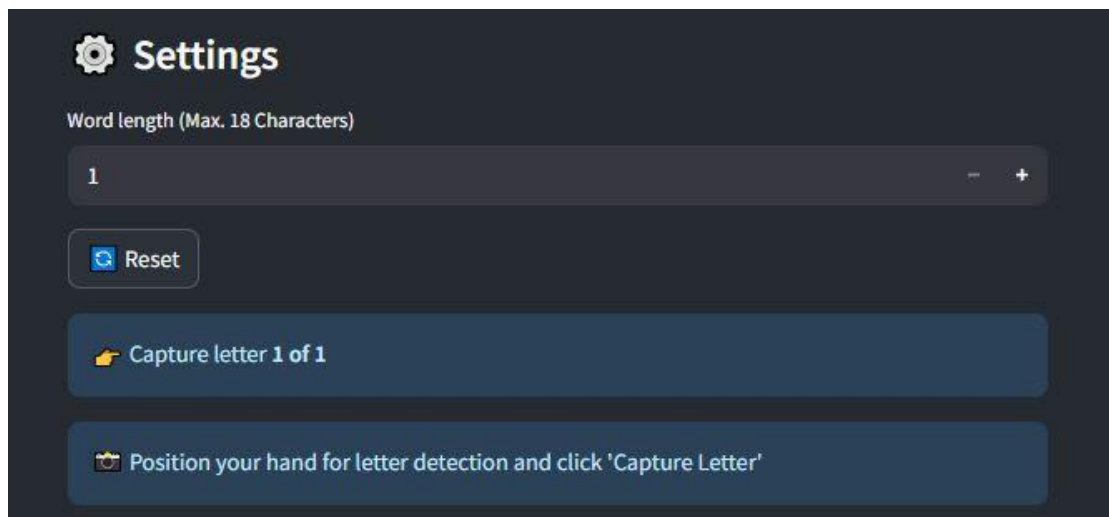 Settings
Word length (Max. 18 Characters)
1
Reset
Capture letter 1 of 1
Position your hand for letter detection and click 'Capture Letter'